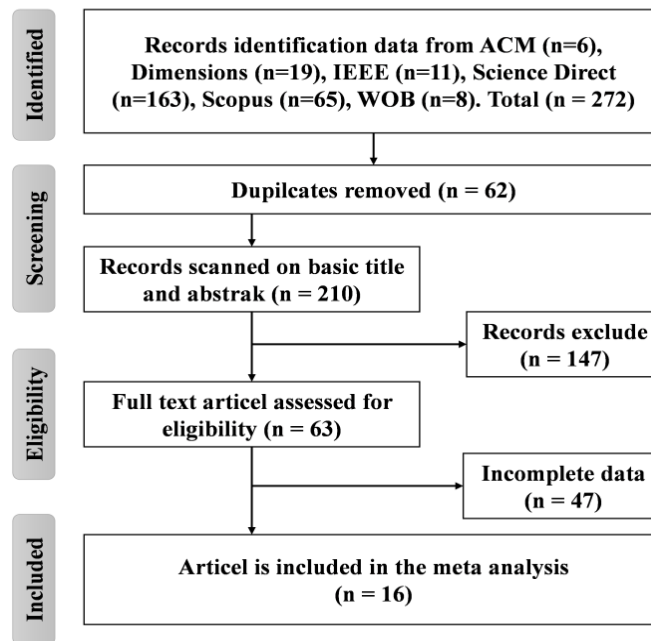 Identified
Records identification data from ACM (n=6),
Dimensions (n=19), IEEE (n=11), Science Direct
(n=163), Scopus (n=65), WOB (n=8). Total (n = 272)
Screening
Dupilcates removed (n = 62)
Records scanned on basic title
and abstrak (n = 210)
Records exclude
(n = 147)
Eligibility
Full text articel assessed for
eligibility (n = 63)
Incomplete data
(n = 47)
Included
Articel is included in the meta analysis
(n = 16)